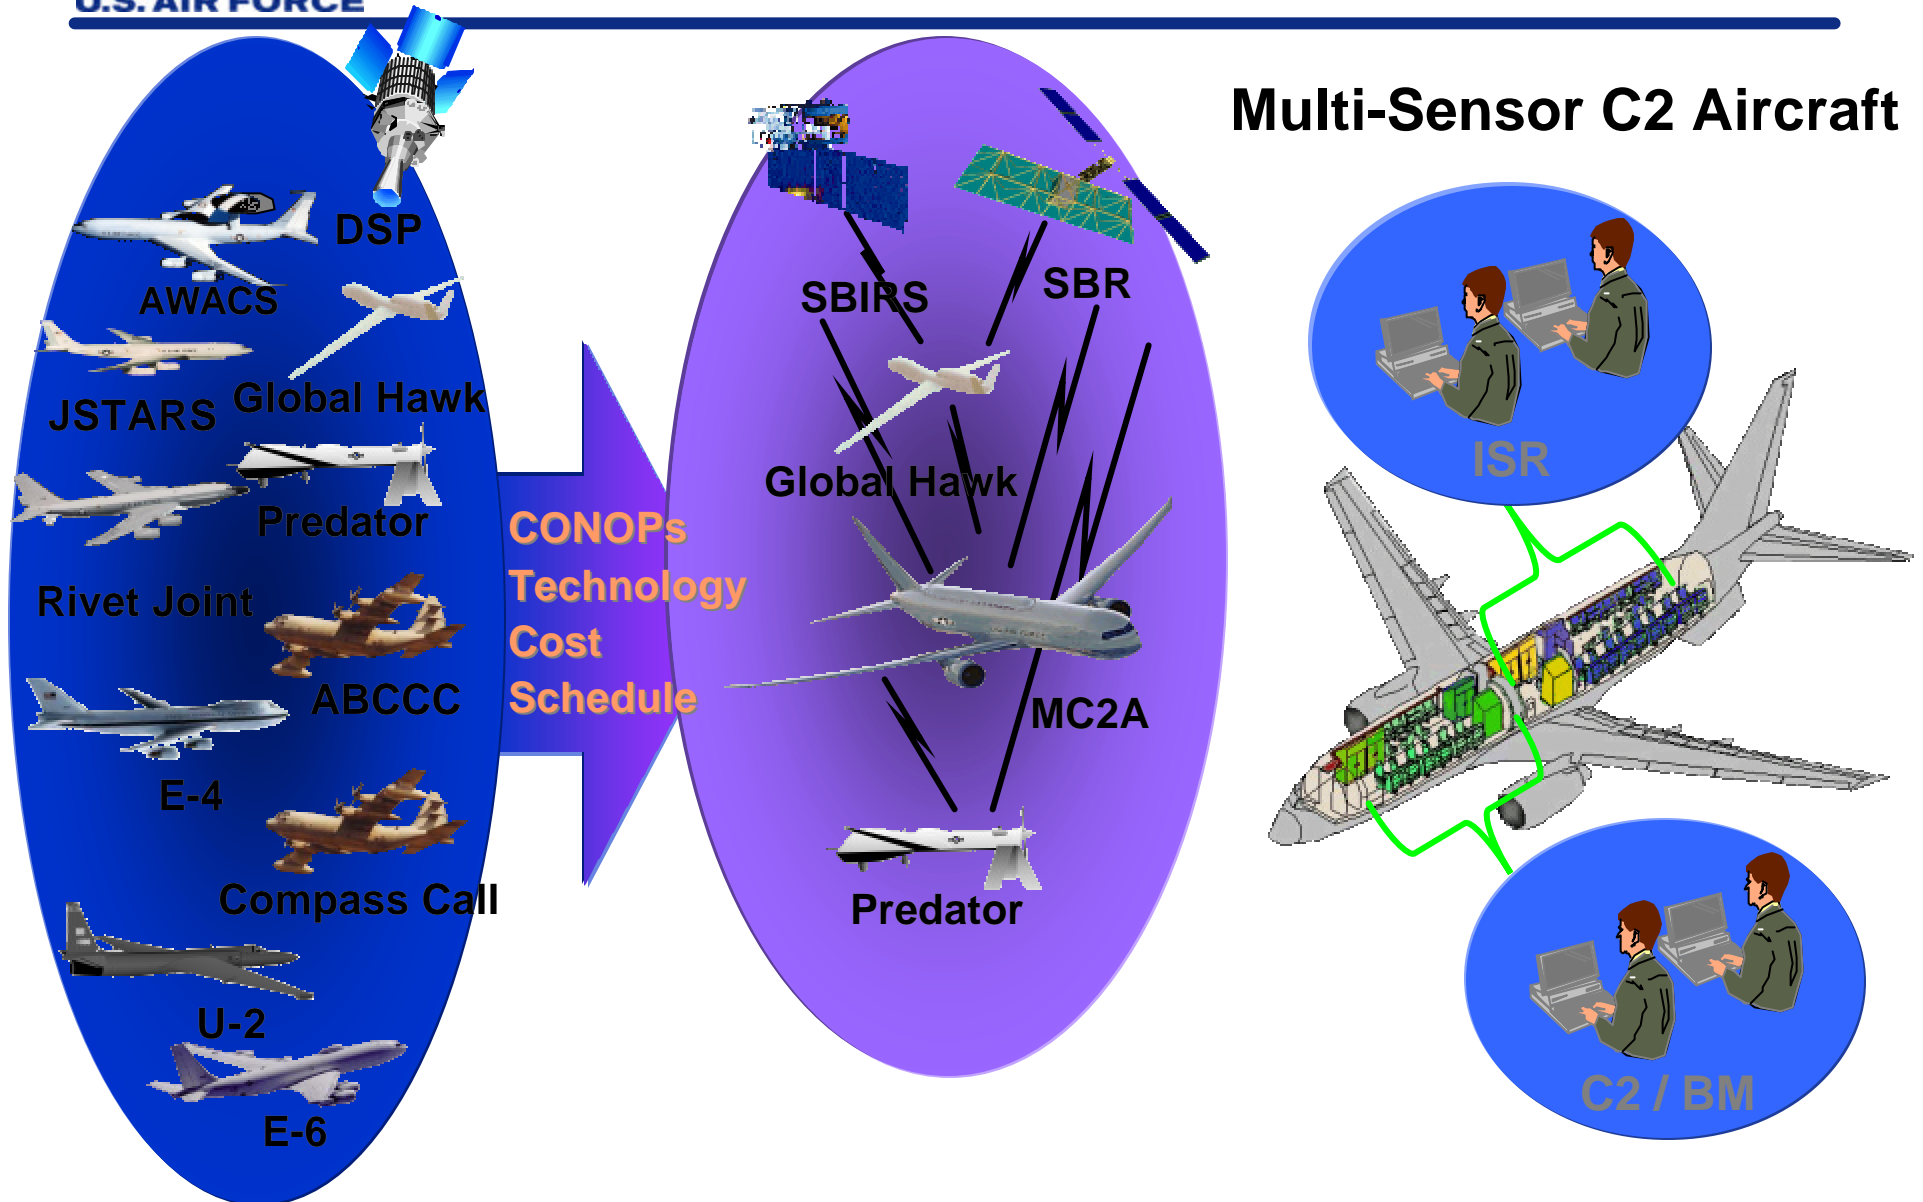 U.S. AIR FORCE
Multi-Sensor C2 Aircraft
DSP
AWACS
Global Hawk
JSTARS
Predator
Rivet Joint
ABCCC
E-4
Compass Call
U-2
E-6
CONOPs
Technology
Cost
Schedule
SBIRS
SBR
Global Hawk
MC2A
Predator
ISR
C2 / BM